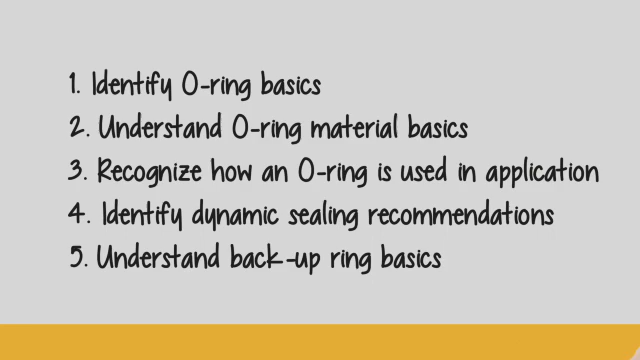 1. Identify O-ring basics
2. Understand O-ring material basics
3. Recognize how an O-ring is used in application
4. Identify dynamic sealing recommendations
5. Understand back-up ring basics